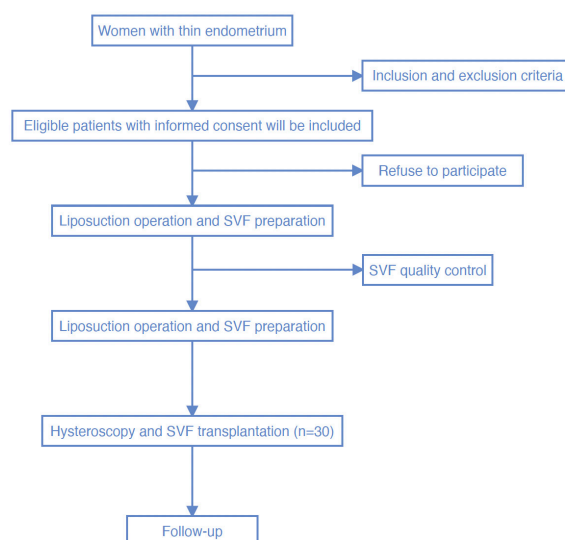 Women with thin endometrium
Inclusion and exclusion criteria
Eligible patients with informed consent will be included
Refuse to participate
Liposuction operation and SVF preparation
SVF quality control
Liposuction operation and SVF preparation
Hysteroscopy and SVF transplantation (n=30)
Follow-up